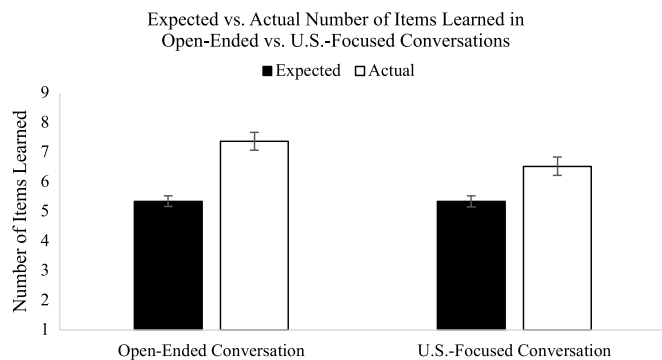 Expected vs. Actual Number of Items Learned in
Open-Ended vs. U.S.-Focused Conversations
Expected Actual
Number of Items Learned
9
8
7
6
5
4
3
2
1
Open-Ended Conversation U.S.-Focused Conversation